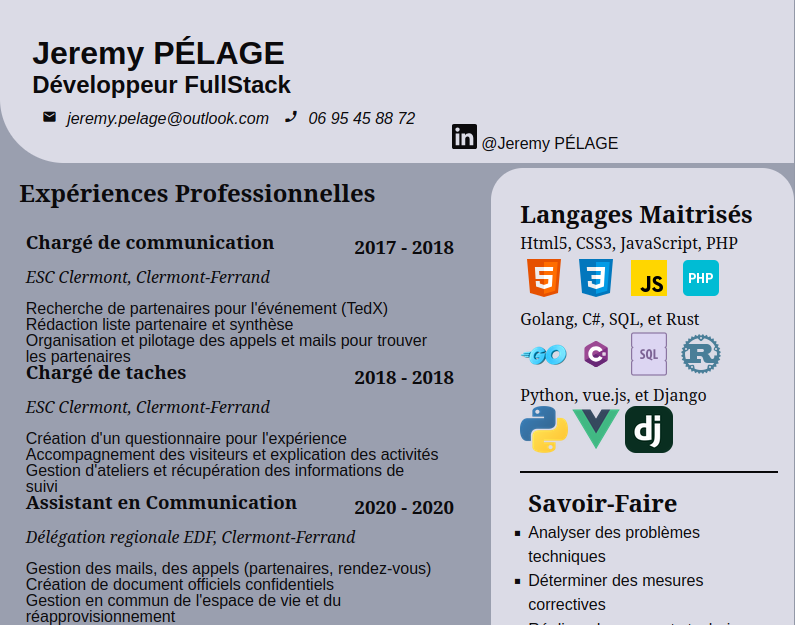 Jeremy PÉLAGE
Développeur FullStack
jeremy.pelage@outlook.com 06 95 45 88 72
in @Jeremy PÉLAGE
Expériences Professionnelles
Chargé de communication 2017 - 2018
ESC Clermont, Clermont-Ferrand
Recherche de partenaires pour l'événement (TedX)
Rédaction liste partenaire et synthèse
Organisation et pilotage des appels et mails pour trouver
les partenaires
Chargé de taches 2018 - 2018
ESC Clermont, Clermont-Ferrand
Création d'un questionnaire pour l'expérience
Accompagnement des visiteurs et explication des activités
Gestion d'ateliers et récupération des informations de
suivi
Assistant en Communication 2020 - 2020
Délégation regionale EDF, Clermont-Ferrand
Gestion des mails, des appels (partenaires, rendez-vous)
Création de document officiels confidentiels
Gestion en commun de l'espace de vie et du
réapprovisionnement
Langages Maitrisés
Html5, CSS3, JavaScript, PHP
5 3 JS PHP
Golang, C#, SQL, et Rust
GO C# SQL R
Python, vue.js, et Django
dj
Savoir-Faire
▪ Analyser des problèmes
techniques
▪ Déterminer des mesures
correctives